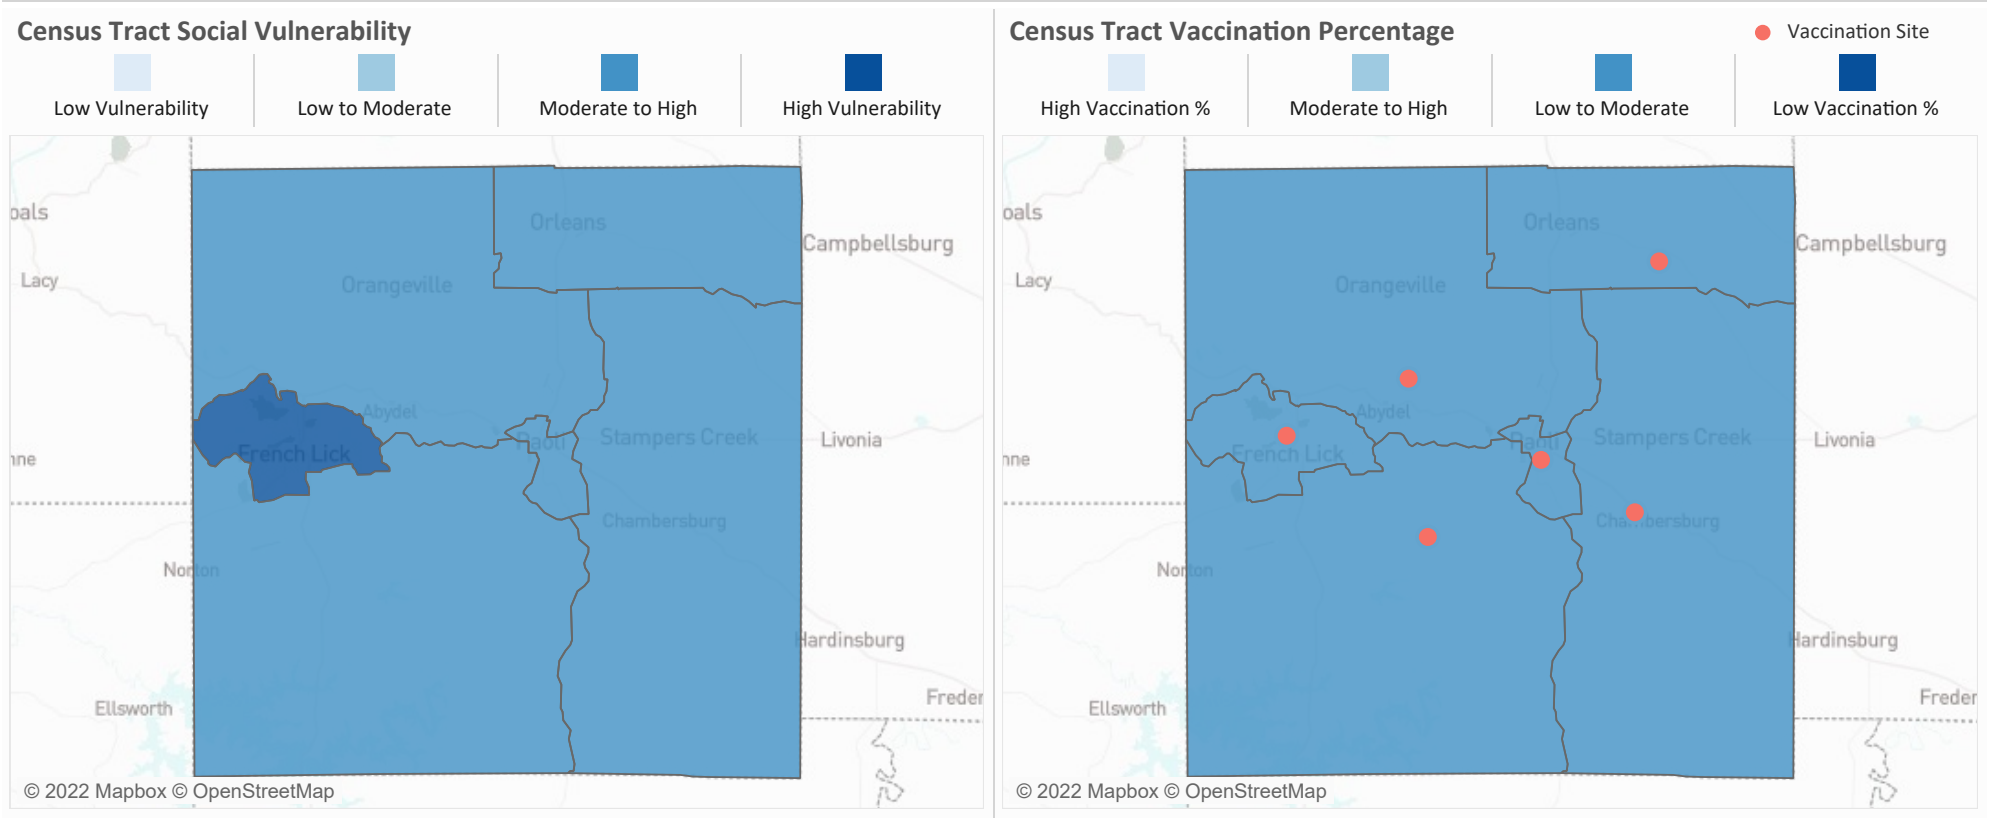 Census Tract Social Vulnerability
Low Vulnerability
Low to Moderate
Moderate to High
High Vulnerability
oals
Orleans
Campbellsburg
Lacy
Orangeville
Abydel
Paoli
Stampers Creek
Livonia
French Lick
nne
Chambersburg
Norton
Hardinsburg
Freder
Ellsworth
© 2022 Mapbox © OpenStreetMap
Census Tract Vaccination Percentage
Vaccination Site
High Vaccination %
Moderate to High
Low to Moderate
Low Vaccination %
oals
Orleans
Campbellsburg
Lacy
Orangeville
Abydel
Paoli
Stampers Creek
Livonia
French Lick
nne
Chambersburg
Norton
Hardinsburg
Freder
Ellsworth
© 2022 Mapbox © OpenStreetMap